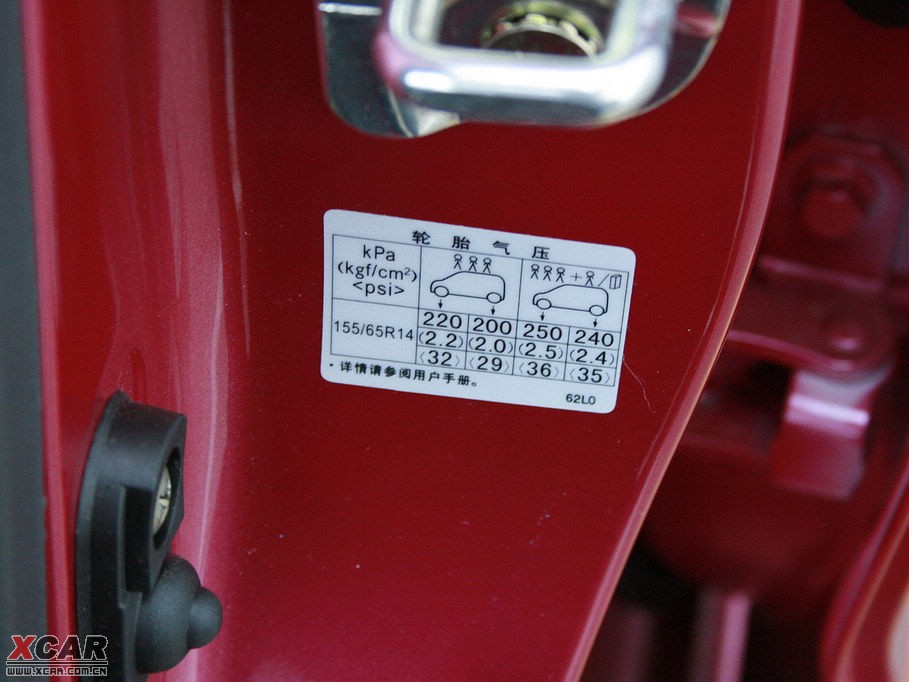 轮胎气压
kPa
(kgf/cm²)
<psi>
155/65R14
220 200 250 240
(2.2) (2.0) (2.5) (2.4)
〈32〉 〈29〉 〈36〉 〈35〉
* 详情请参阅用户手册。
62L0
XCAR
WWW.XCAR.COM.CN